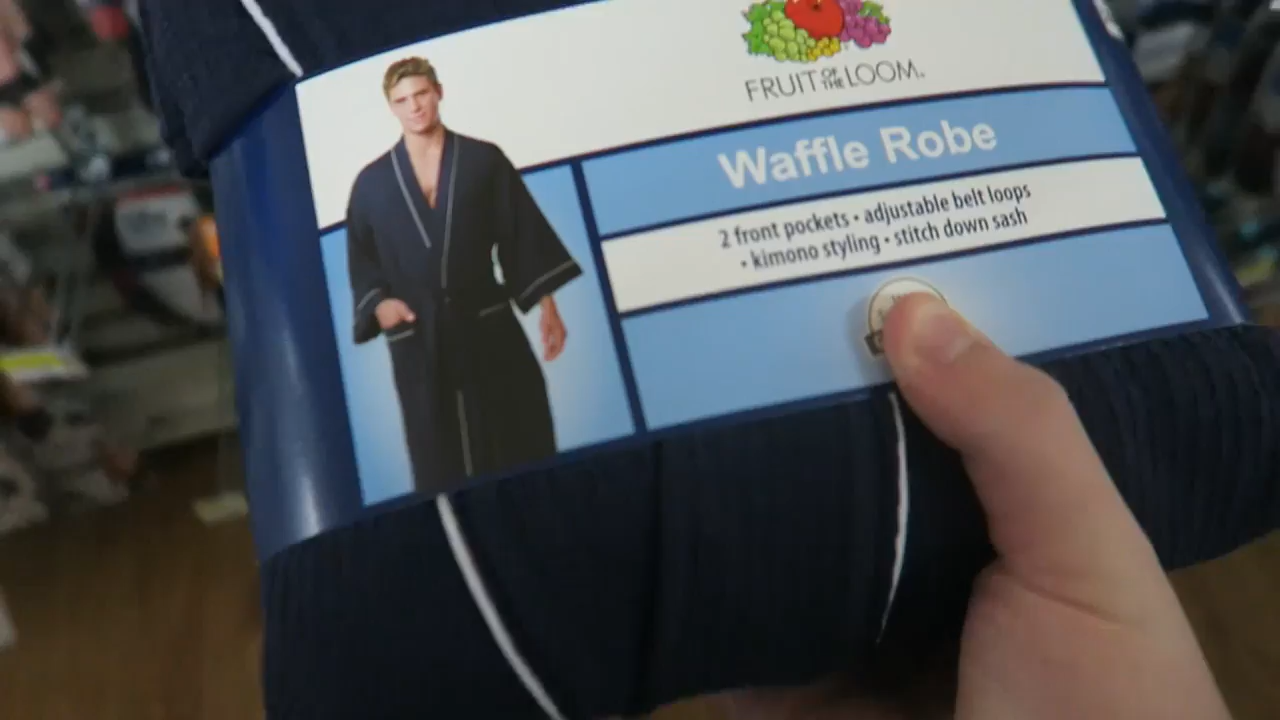 FRUIT OF THE LOOM.
Waffle Robe
2 front pockets • adjustable belt loops
• kimono styling • stitch down sash